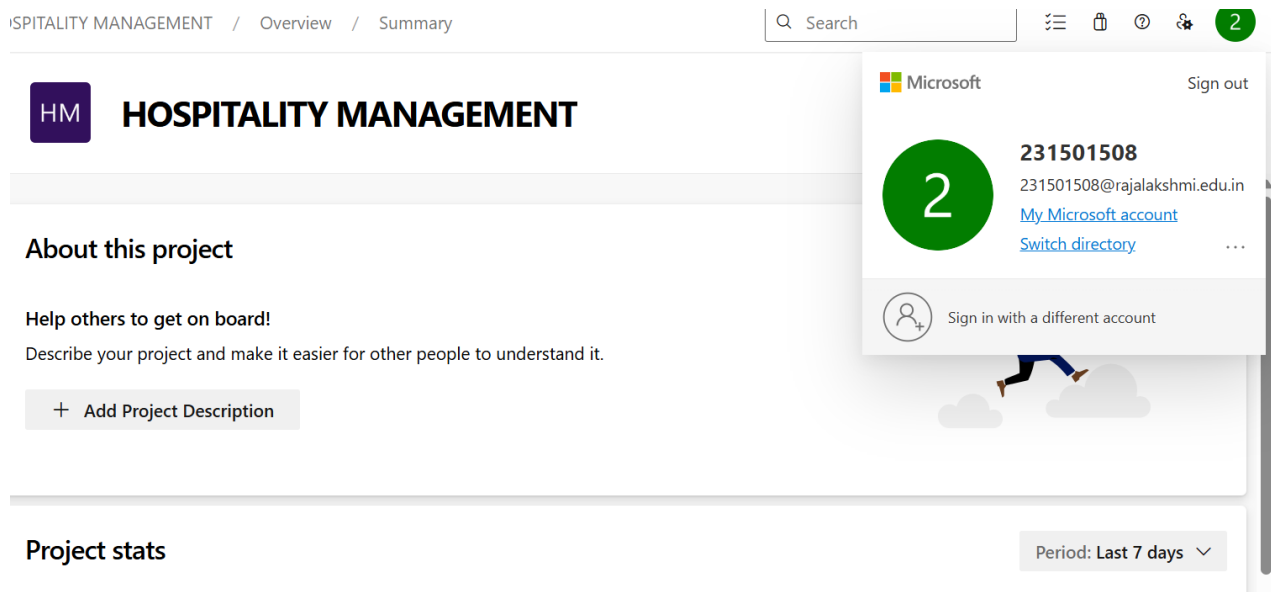 SPITALITY MANAGEMENT / Overview / Summary
Search
2
HM
HOSPITALITY MANAGEMENT
Microsoft
Sign out
2
231501508
231501508@rajalakshmi.edu.in
My Microsoft account
Switch directory
...
Sign in with a different account
About this project
Help others to get on board!
Describe your project and make it easier for other people to understand it.
+ Add Project Description
Project stats
Period: Last 7 days